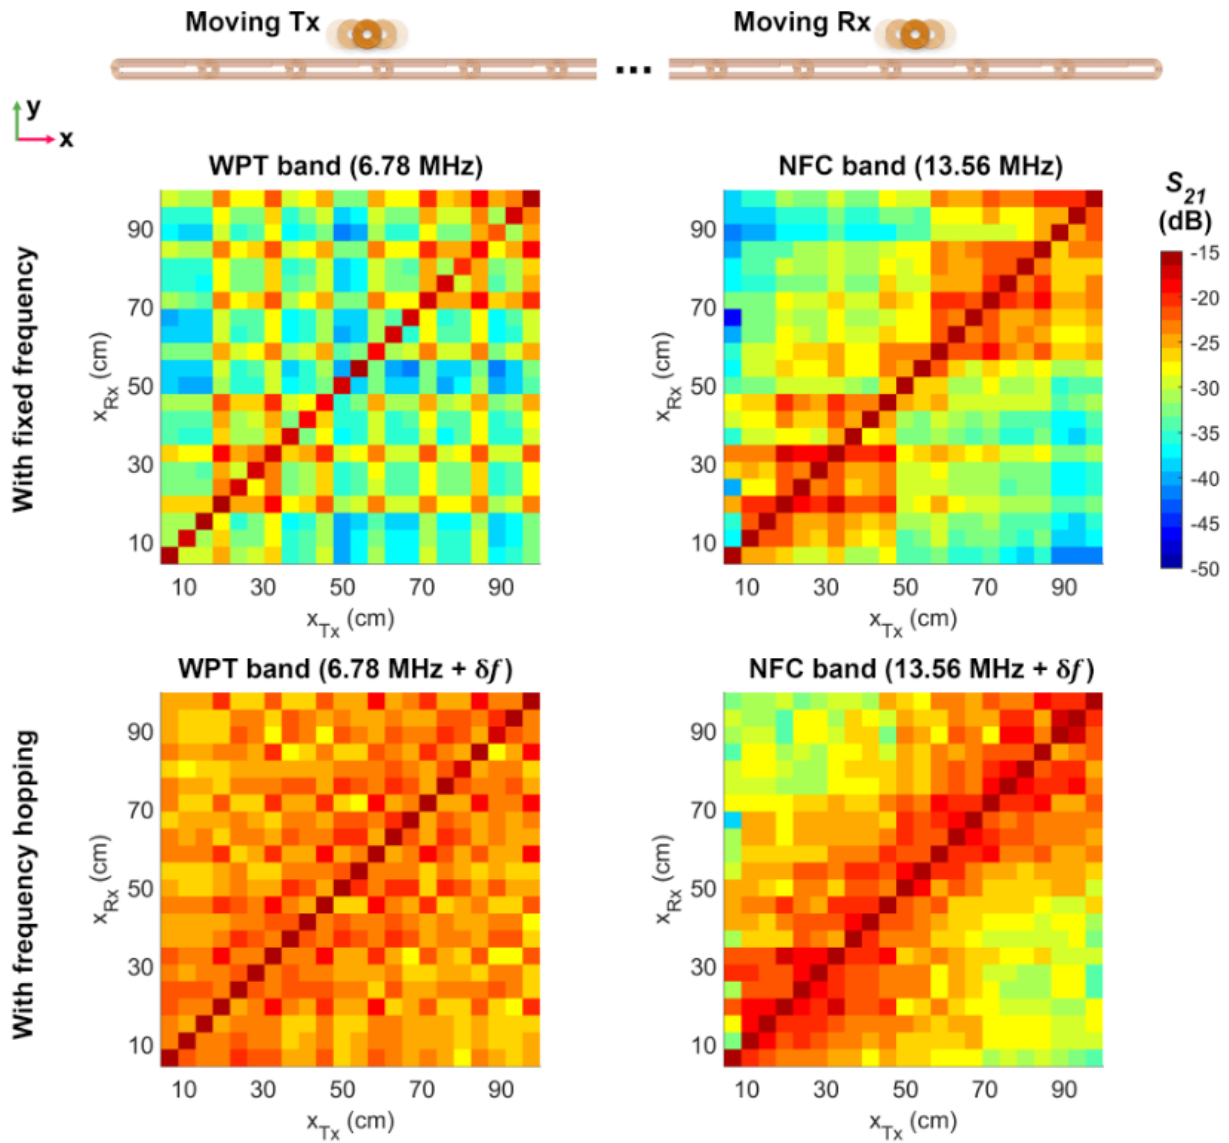 Moving Tx
Moving Rx
...
y
x
WPT band (6.78 MHz)
NFC band (13.56 MHz)
S21
(dB)
With fixed frequency
xRx (cm)
90
70
50
30
10
10 30 50 70 90
xTx (cm)
xRx (cm)
90
70
50
30
10
10 30 50 70 90
xTx (cm)
-15
-20
-25
-30
-35
-40
-45
-50
WPT band (6.78 MHz + δf)
NFC band (13.56 MHz + δf)
With frequency hopping
xRx (cm)
90
70
50
30
10
10 30 50 70 90
xTx (cm)
xRx (cm)
90
70
50
30
10
10 30 50 70 90
xTx (cm)